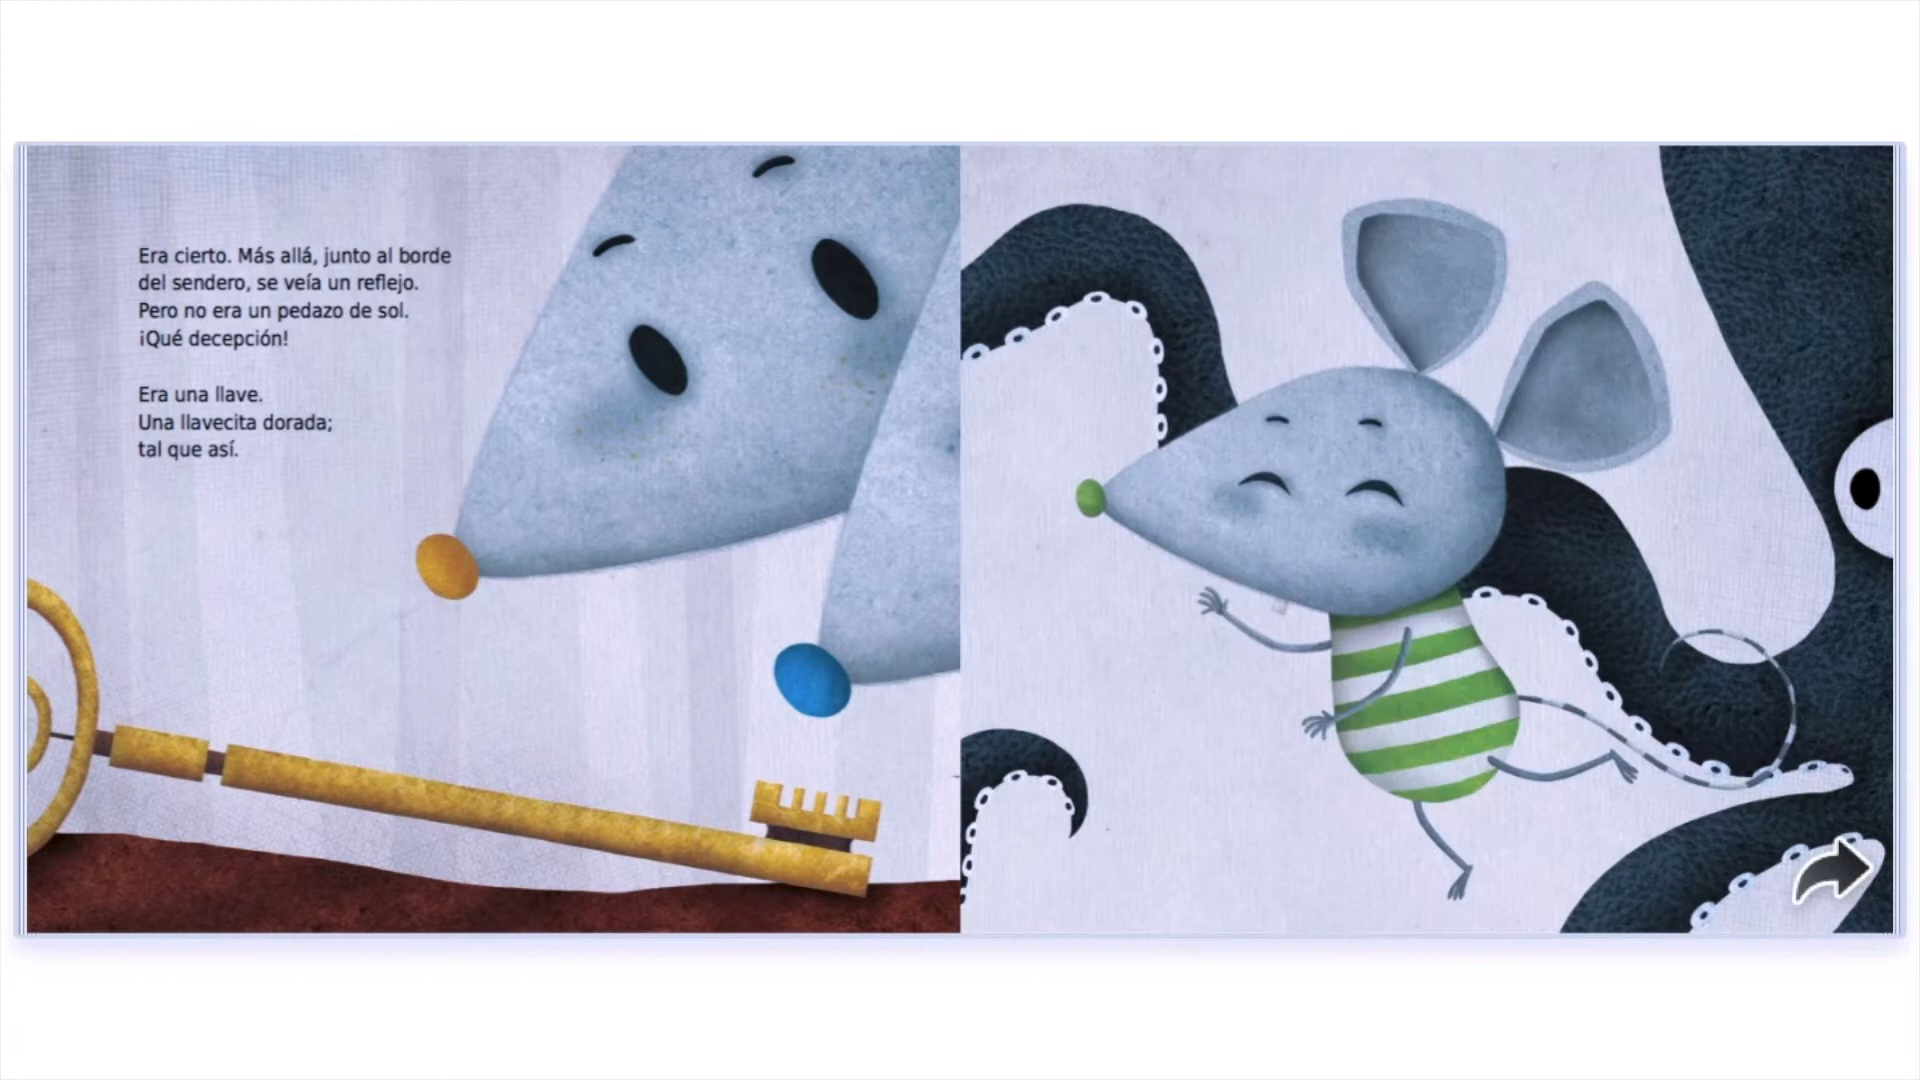 Era cierto. Más allá, junto al borde
del sendero, se veía un reflejo.
Pero no era un pedazo de sol.
¡Qué decepción!
Era una llave.
Una llavecita dorada;
tal que así.